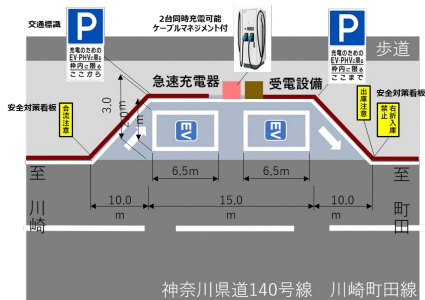 交通標識
P
充電のための
EV・PHVに限る
枠内に限る
ここから
2台同時充電可能
ケーブルマネジメント付
P
充電のための
EV・PHVに限る
枠内に限る
ここまで
歩道
急速充電器
受電設備
安全対策看板
合流注意
3.0
m
出庫注意
右折入庫
禁止
安全対策看板
EV
EV
6,5m
6,5m
至
川崎
至
町田
10,0
m
15.0
m
10.0
m
神奈川県道140号線 川崎町田線